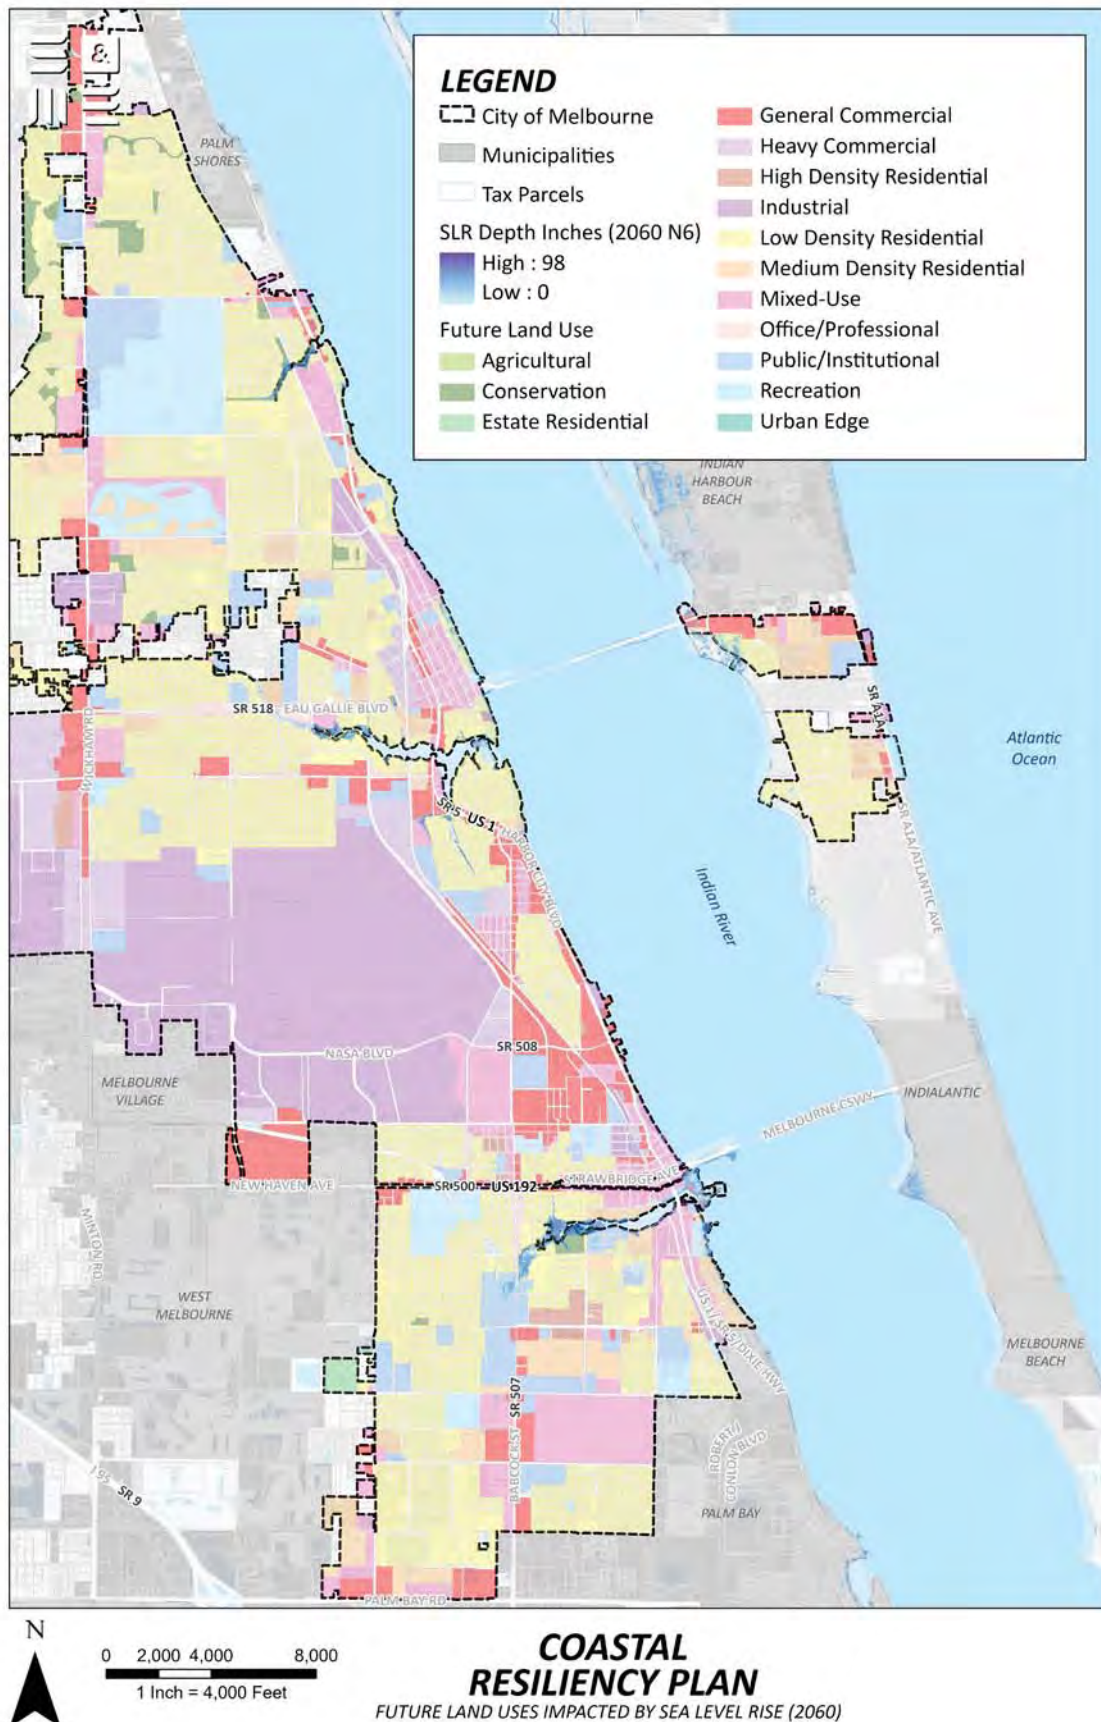 &
LEGEND
City of Melbourne
Municipalities
Tax Parcels
SLR Depth Inches (2060 N6)
High : 98
Low : 0
Future Land Use
Agricultural
Conservation
Estate Residential
General Commercial
Heavy Commercial
High Density Residential
Industrial
Low Density Residential
Medium Density Residential
Mixed-Use
Office/Professional
Public/Institutional
Recreation
Urban Edge
PALM
SHORES
INDIAN
HARBOUR
BEACH
SR 518
EAU GALLIE BLVD
WICKHAM RD
SR A1A
Atlantic
Ocean
SR 5
US 1
HARBOR CITY BLVD
SR A1A/ATLANTIC AVE
Indian River
NASA BLVD
SR 508
MELBOURNE
VILLAGE
INDIALANTIC
MELBOURNE CSWY
STRAWBRIDGE AVE
NEW HAVEN AVE
SR 500
US 192
MINTON RD
WEST
MELBOURNE
US 1/SR 5/DIXIE HWY
MELBOURNE
BEACH
SR 507
BABCOCK ST
ROBERT J
CONLON BLVD
PALM BAY
I 95
SR 9
PALM BAY RD
N
0 2,000 4,000 8,000
1 Inch = 4,000 Feet
COASTAL
RESILIENCY PLAN
FUTURE LAND USES IMPACTED BY SEA LEVEL RISE (2060)